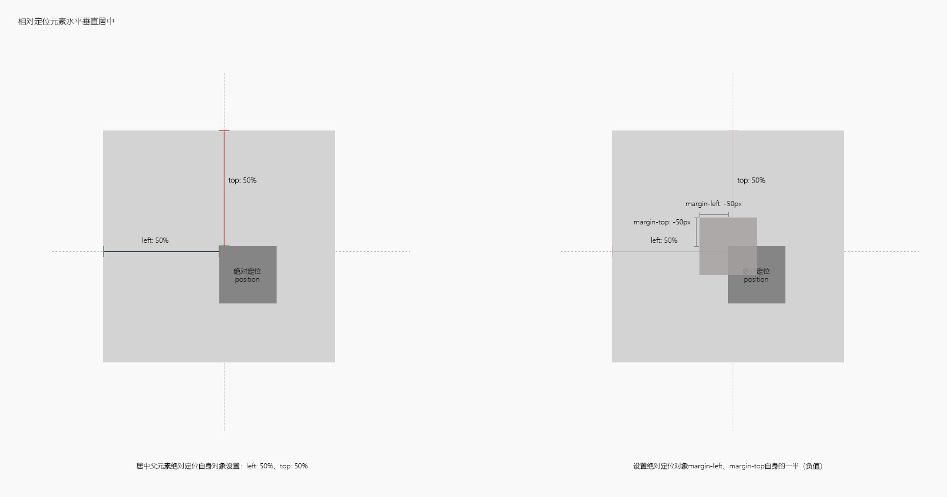 相对定位元素水平垂直居中
top: 50%
left: 50%
绝对定位
position
居中父元素绝对定位自身对象设置：left: 50%、top: 50%
top: 50%
margin-left: -50px
margin-top: -50px
left: 50%
定位
position
设置绝对定位对象margin-left、margin-top自身的一半（负值）